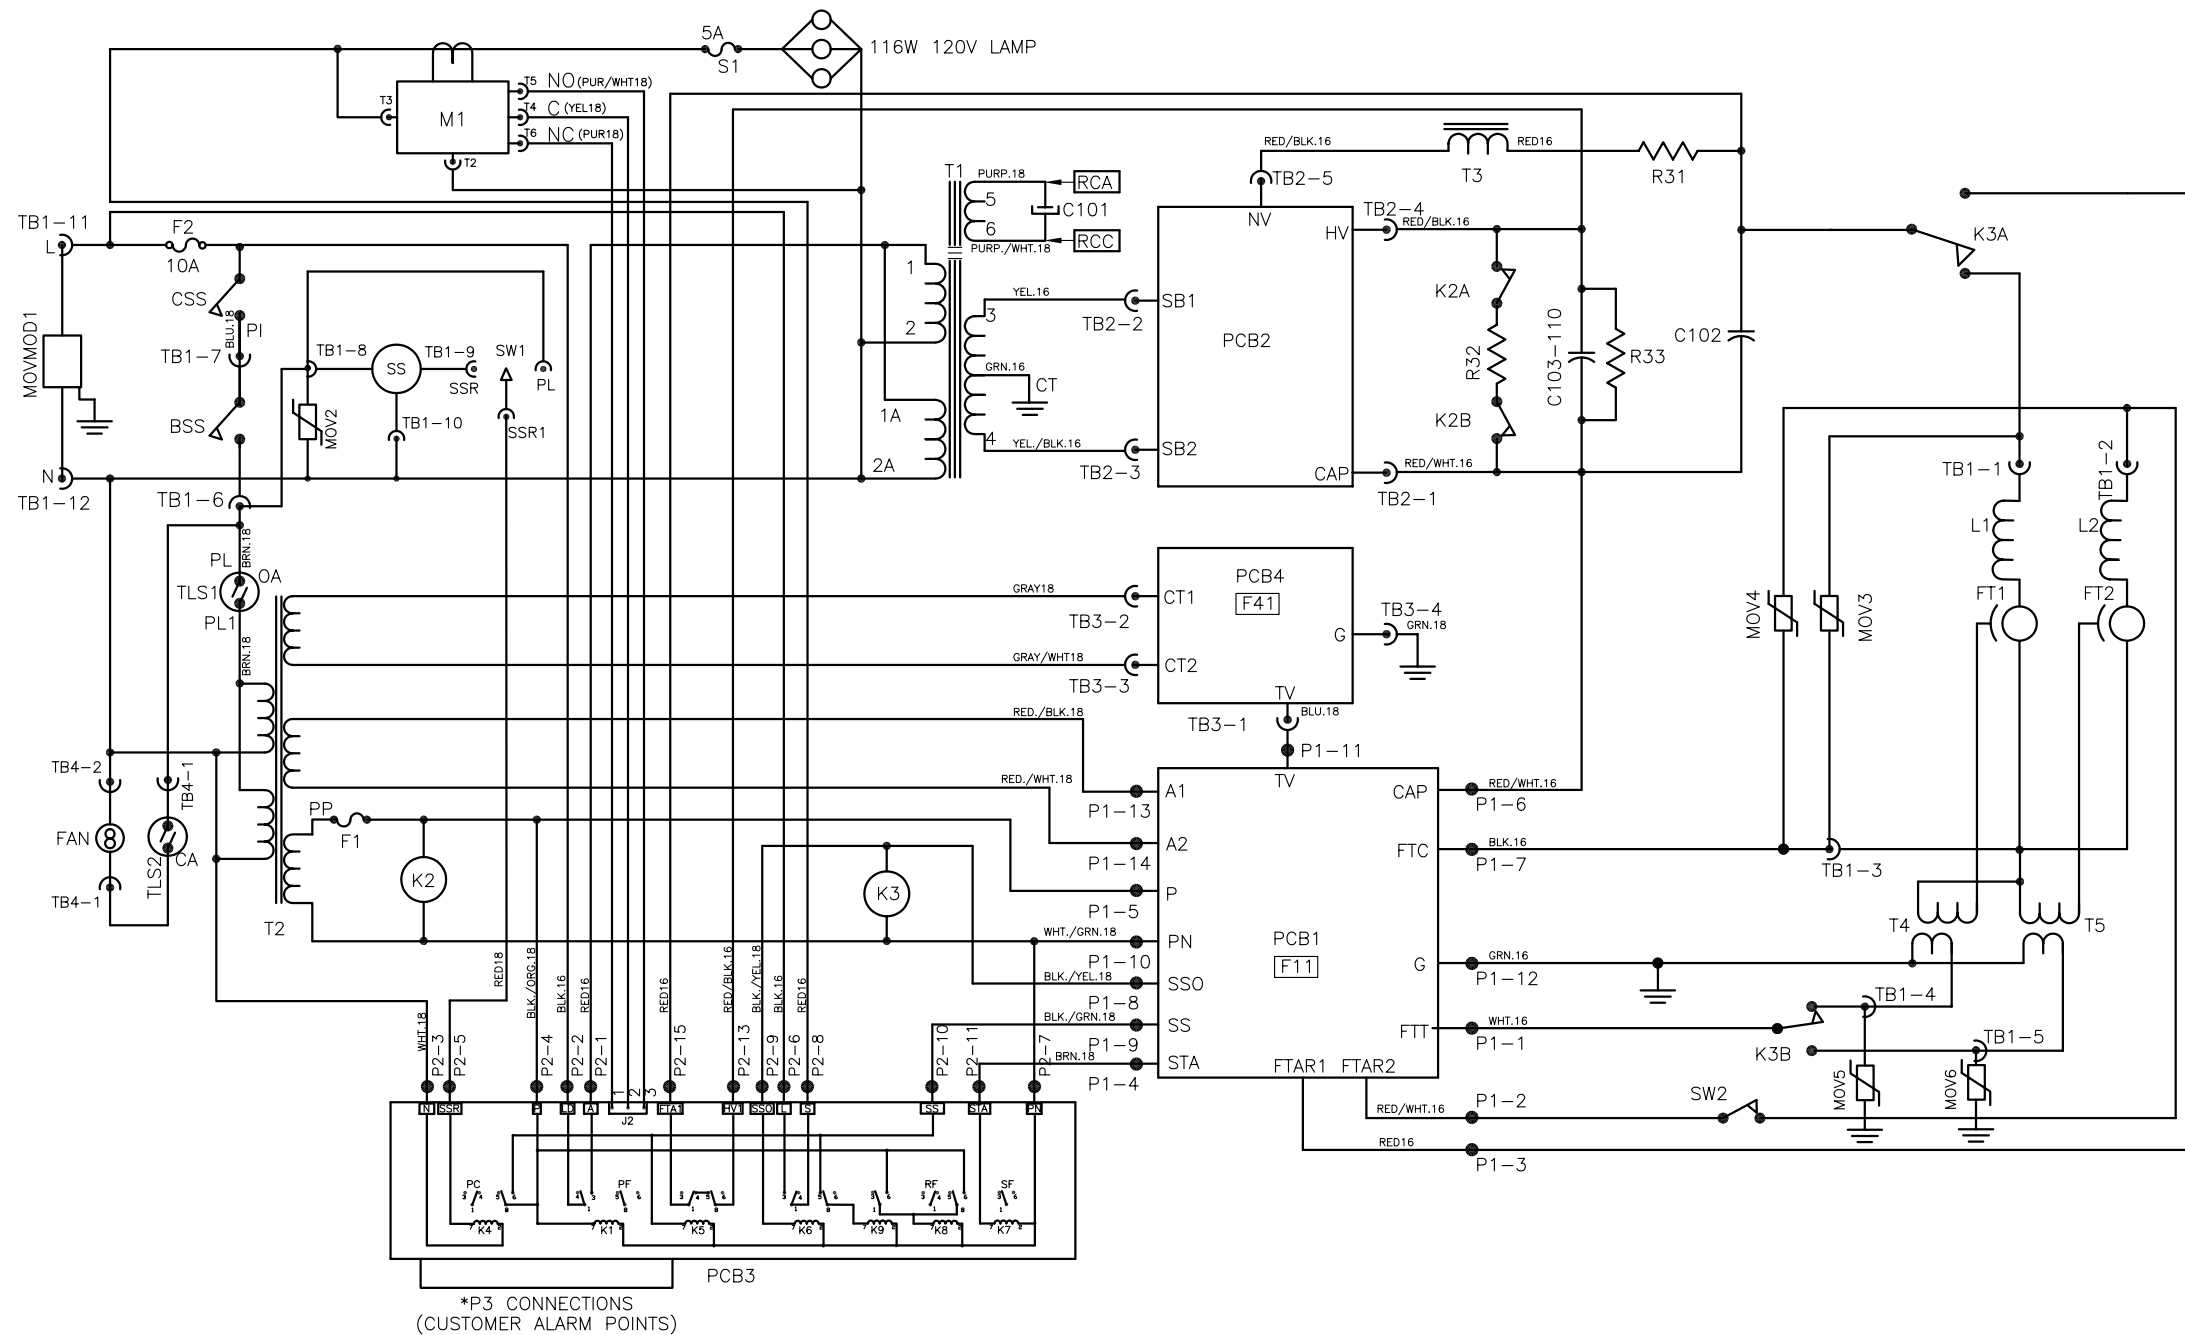 5A
S1
116W 120V LAMP
T5 NO (PUR/WHT18)
T3
M1
T4 C (YEL18)
T6 NC (PUR18)
T2
TB1-11
L
F2
10A
CSS
PI
BLU.18
TB1-7
MOVMOD1
BSS
N
TB1-12
TB1-6
TB1-8
SS
TB1-9
SSR
SW1
PL
SSR1
TB1-10
MOV2
T1
PURP.18
RCA
5
C101
6
RCC
PURP./WHT.18
1
2
1A
2A
3
YEL.16
GRN.16
CT
4
YEL./BLK.16
TB2-2
TB2-3
SB1
SB2
PCB2
NV
HV
CAP
RED/BLK.16
TB2-5
T3
RED16
R31
TB2-4
RED/BLK.16
K2A
R32
K2B
C103-110
R33
C102
RED/WHT.16
TB2-1
K3A
TB1-1
TB1-2
L1
L2
FT1
FT2
MOV4
MOV3
PL
BRN.18
TLS1
OA
PL1
BRN.18
GRAY18
TB3-2
GRAY/WHT18
TB3-3
CT1
CT2
PCB4
F41
G
TV
TB3-4
GRN.18
TB3-1
BLU.18
P1-11
RED./BLK.18
RED./WHT.18
TB4-2
TB4-1
FAN
TLS2
CA
TB4-1
T2
PP
F1
K2
K3
P1-13
P1-14
P1-5
WHT./GRN.18
P1-10
BLK./YEL.18
P1-8
BLK./GRN.18
P1-9
BRN.18
P1-4
TV
A1
A2
P
PN
SSO
SS
STA
PCB1
F11
CAP
FTC
G
FTT
FTAR1 FTAR2
RED/WHT.16
P1-6
BLK.16
P1-7
TB1-3
T4
T5
GRN.16
P1-12
TB1-4
WHT.16
P1-1
K3B
TB1-5
MOV5
MOV6
RED/WHT.16
P1-2
SW2
RED16
P1-3
WHT.18
RED18
BLK./ORG.18
BLK.16
RED16
RED16
RED/BLK.16
BLK./YEL.18
BLK.16
RED16
P2-3
P2-5
P2-4
P2-2
P2-1
1
2
3
P2-15
P2-13
P2-9
P2-6
P2-8
P2-10
P2-11
P2-7
N SSR P LD A J2 FTA1 HV1 SSO L S SS STA PN
PC PF RF SF
K4 K1 K5 K6 K9 K8 K7
PCB3
*P3 CONNECTIONS
(CUSTOMER ALARM POINTS)